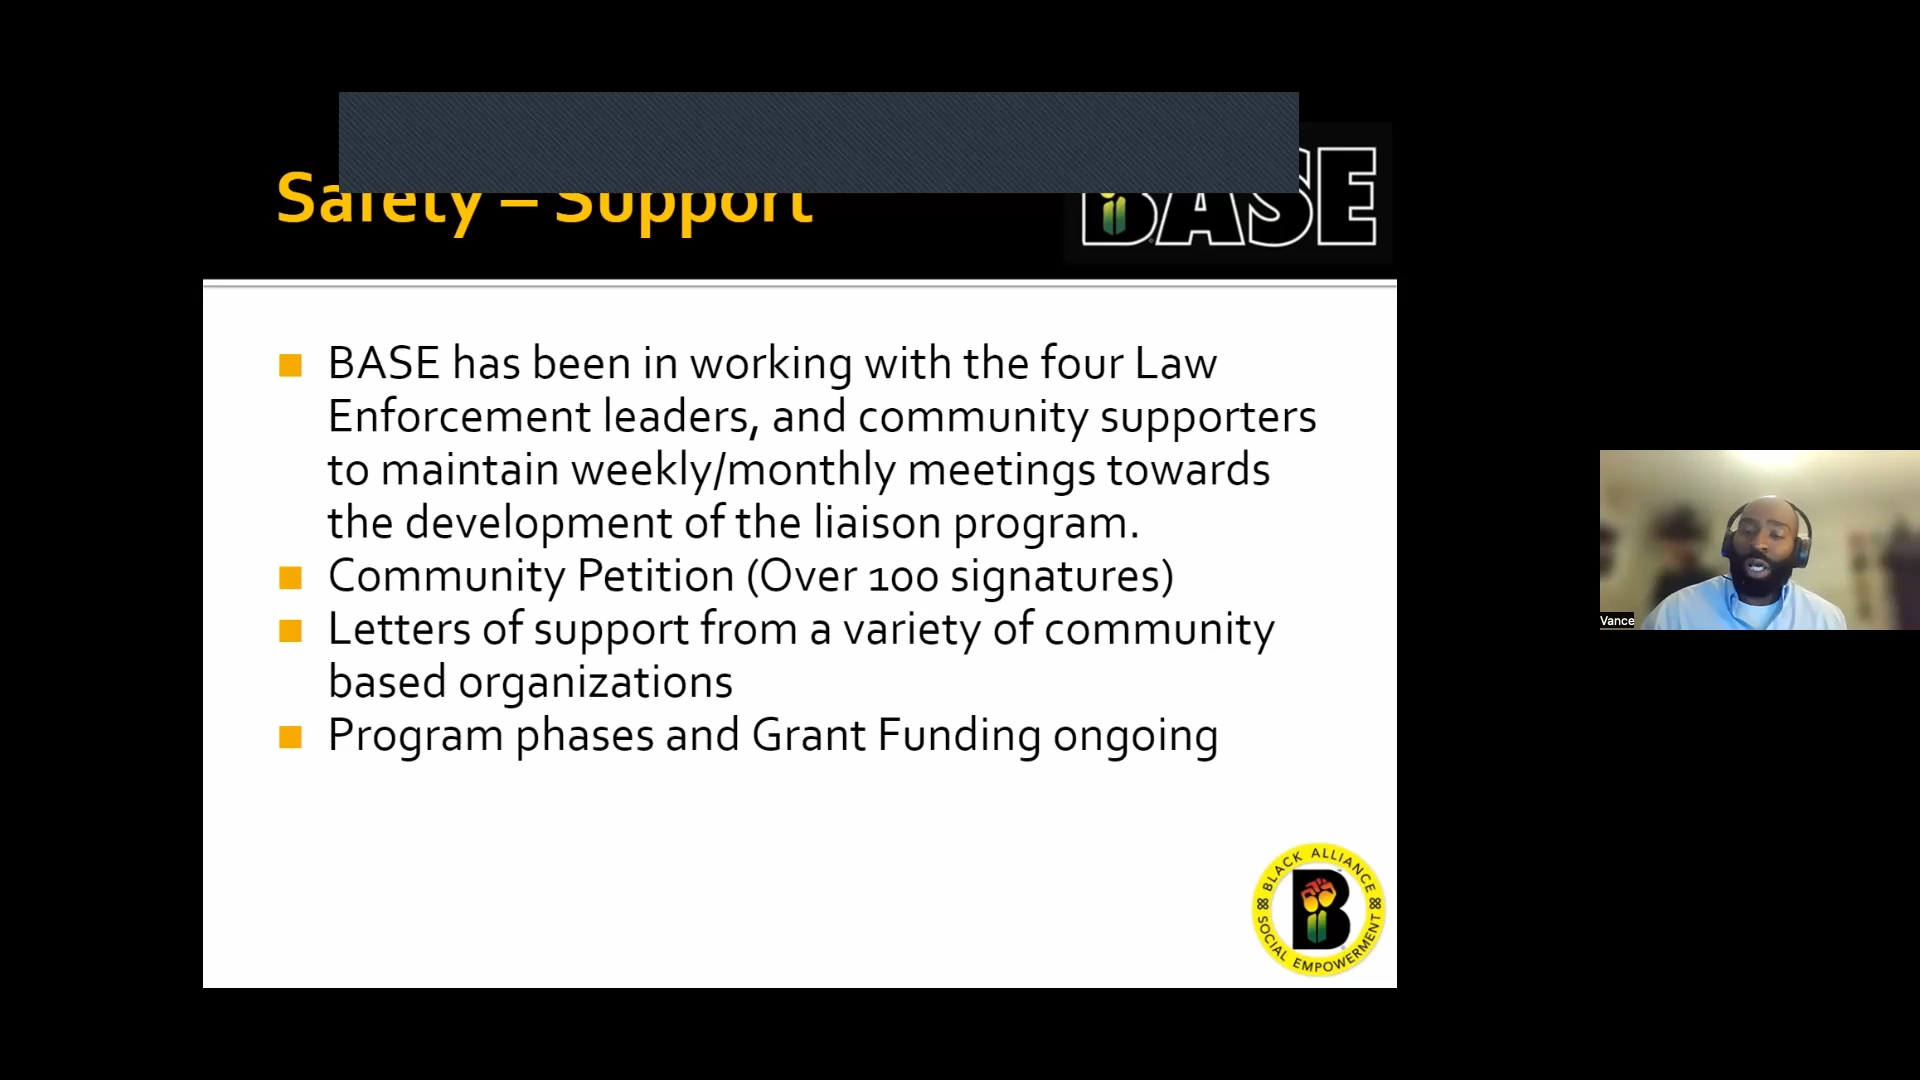 Safety – Support
BASE
BASE has been in working with the four Law
Enforcement leaders, and community supporters
to maintain weekly/monthly meetings towards
the development of the liaison program.
Community Petition (Over 100 signatures)
Letters of support from a variety of community
based organizations
Program phases and Grant Funding ongoing
BLACK ALLIANCE
B
SOCIAL EMPOWERMENT
Vance